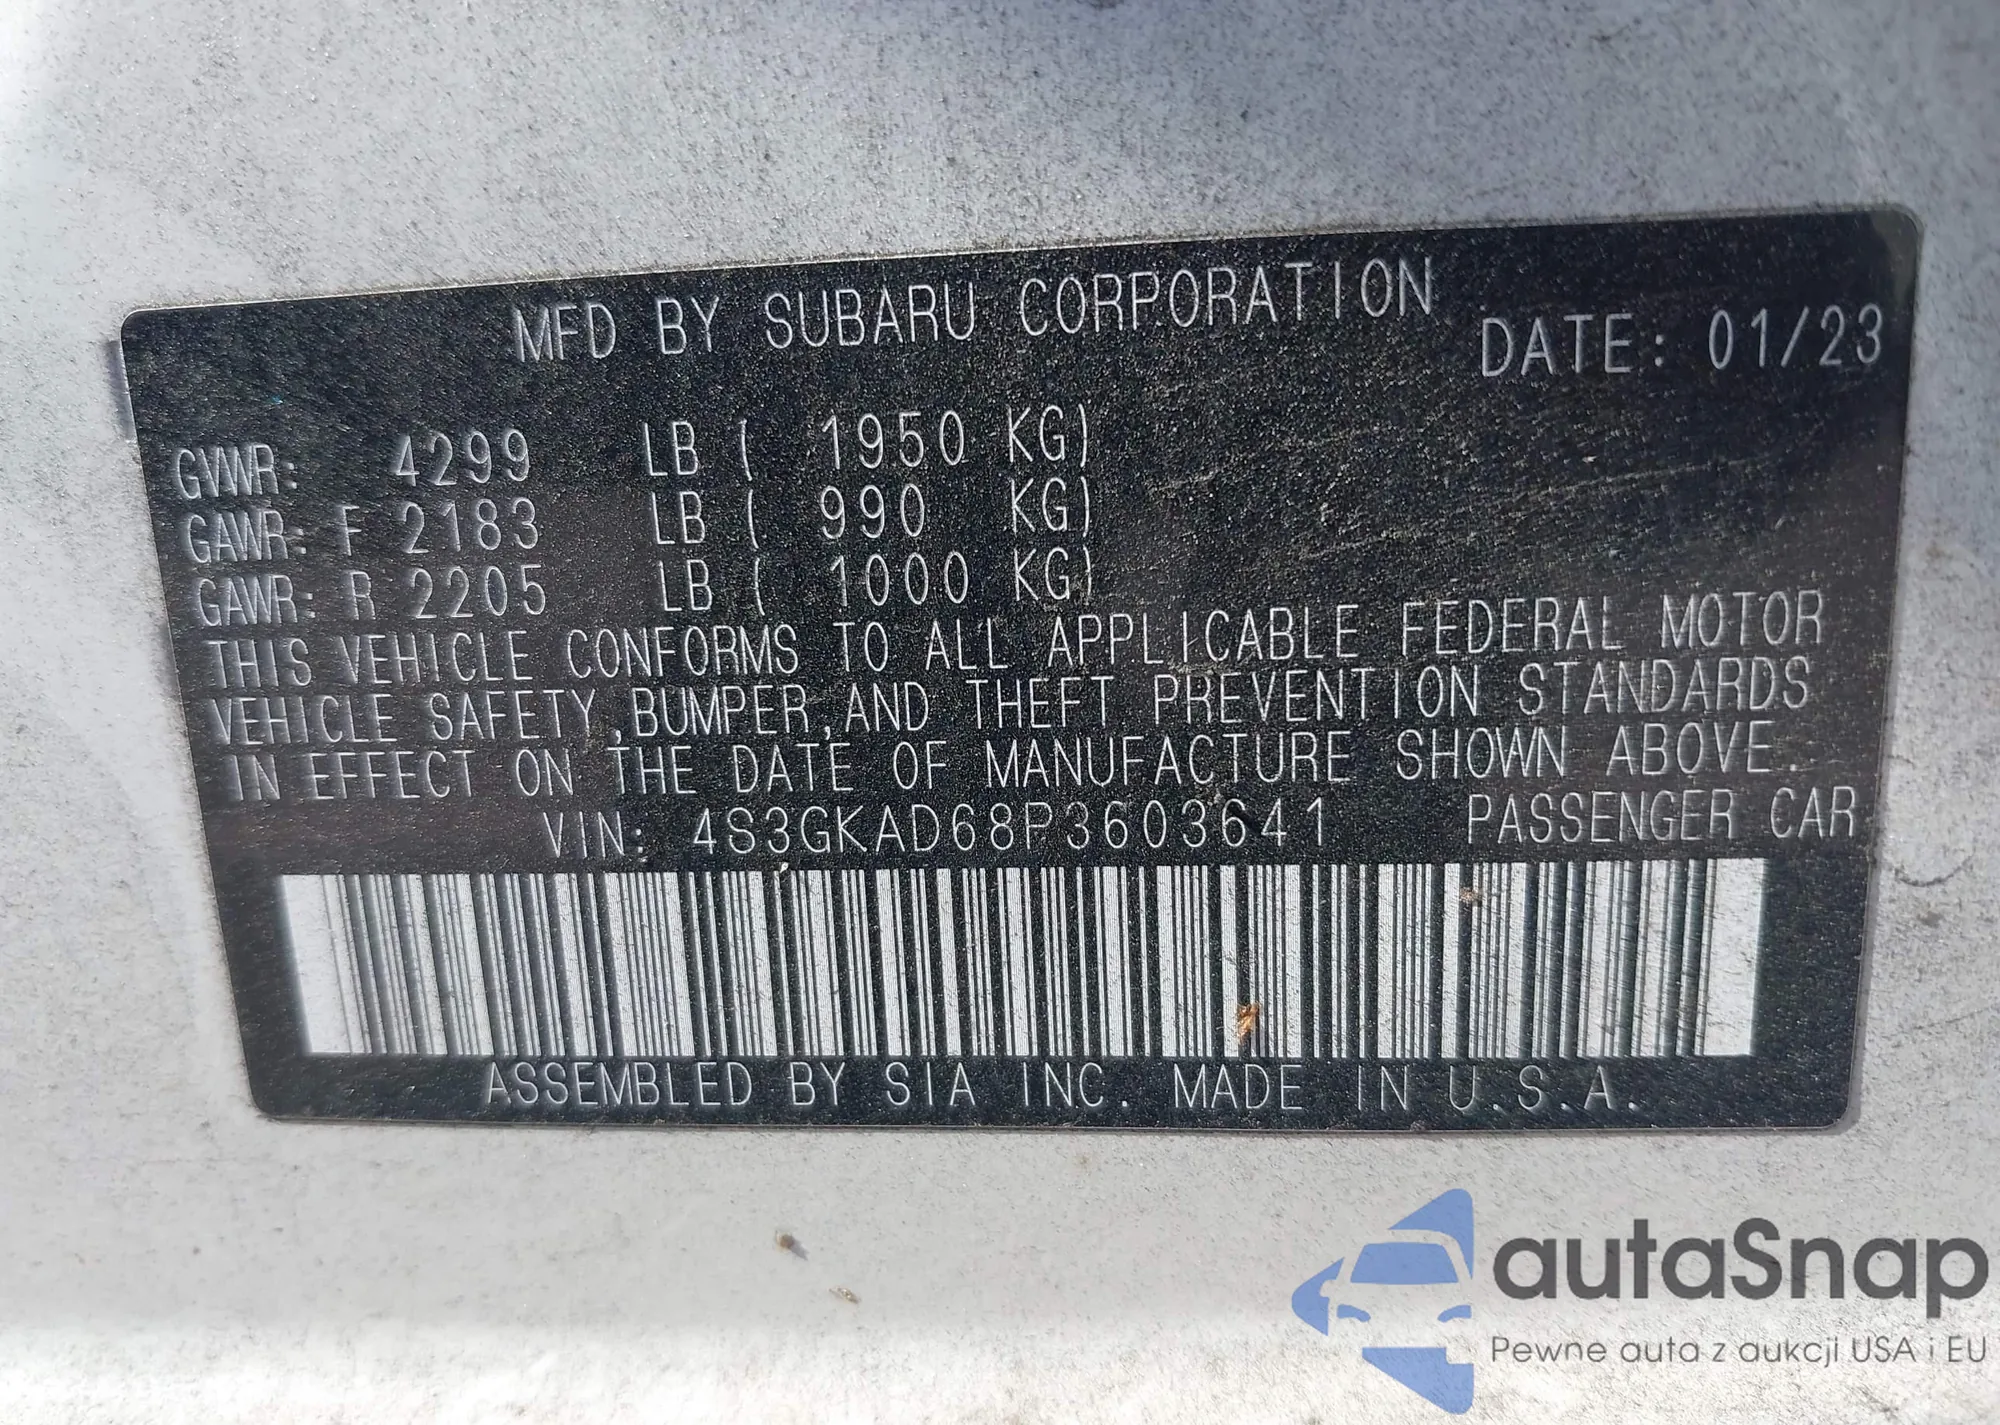 MFD BY SUBARU CORPORATION
DATE: 01/23
GVWR: 4299 LB ( 1950 KG)
GAWR: F 2183 LB ( 990 KG)
GAWR: R 2205 LB ( 1000 KG)
THIS VEHICLE CONFORMS TO ALL APPLICABLE FEDERAL MOTOR
VEHICLE SAFETY,BUMPER,AND THEFT PREVENTION STANDARDS
IN EFFECT ON THE DATE OF MANUFACTURE SHOWN ABOVE.
VIN: 4S3GKAD68P3603641 PASSENGER CAR
ASSEMBLED BY SIA INC. MADE IN U.S.A.
autaSnap
Pewne auta z aukcji USA i EU